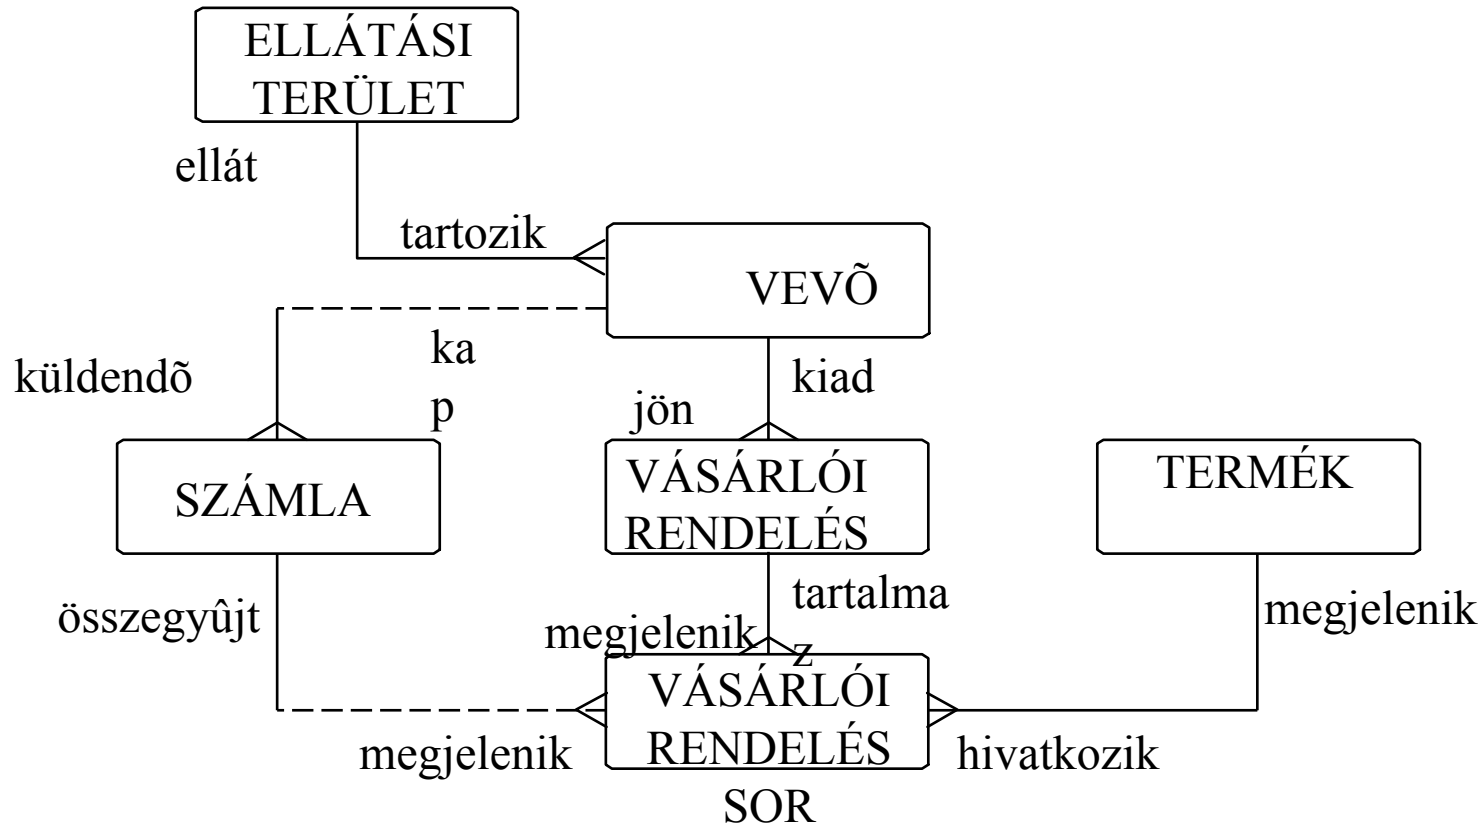 ELLÁTÁSI
TERÜLET
ellát
tartozik
VEVÕ
ka
p
küldendõ
kiad
jön
SZÁMLA
VÁSÁRLÓI
RENDELÉS
TERMÉK
összegyûjt
tartalma
z
megjelenik
megjelenik
VÁSÁRLÓI
RENDELÉS
SOR
megjelenik
hivatkozik